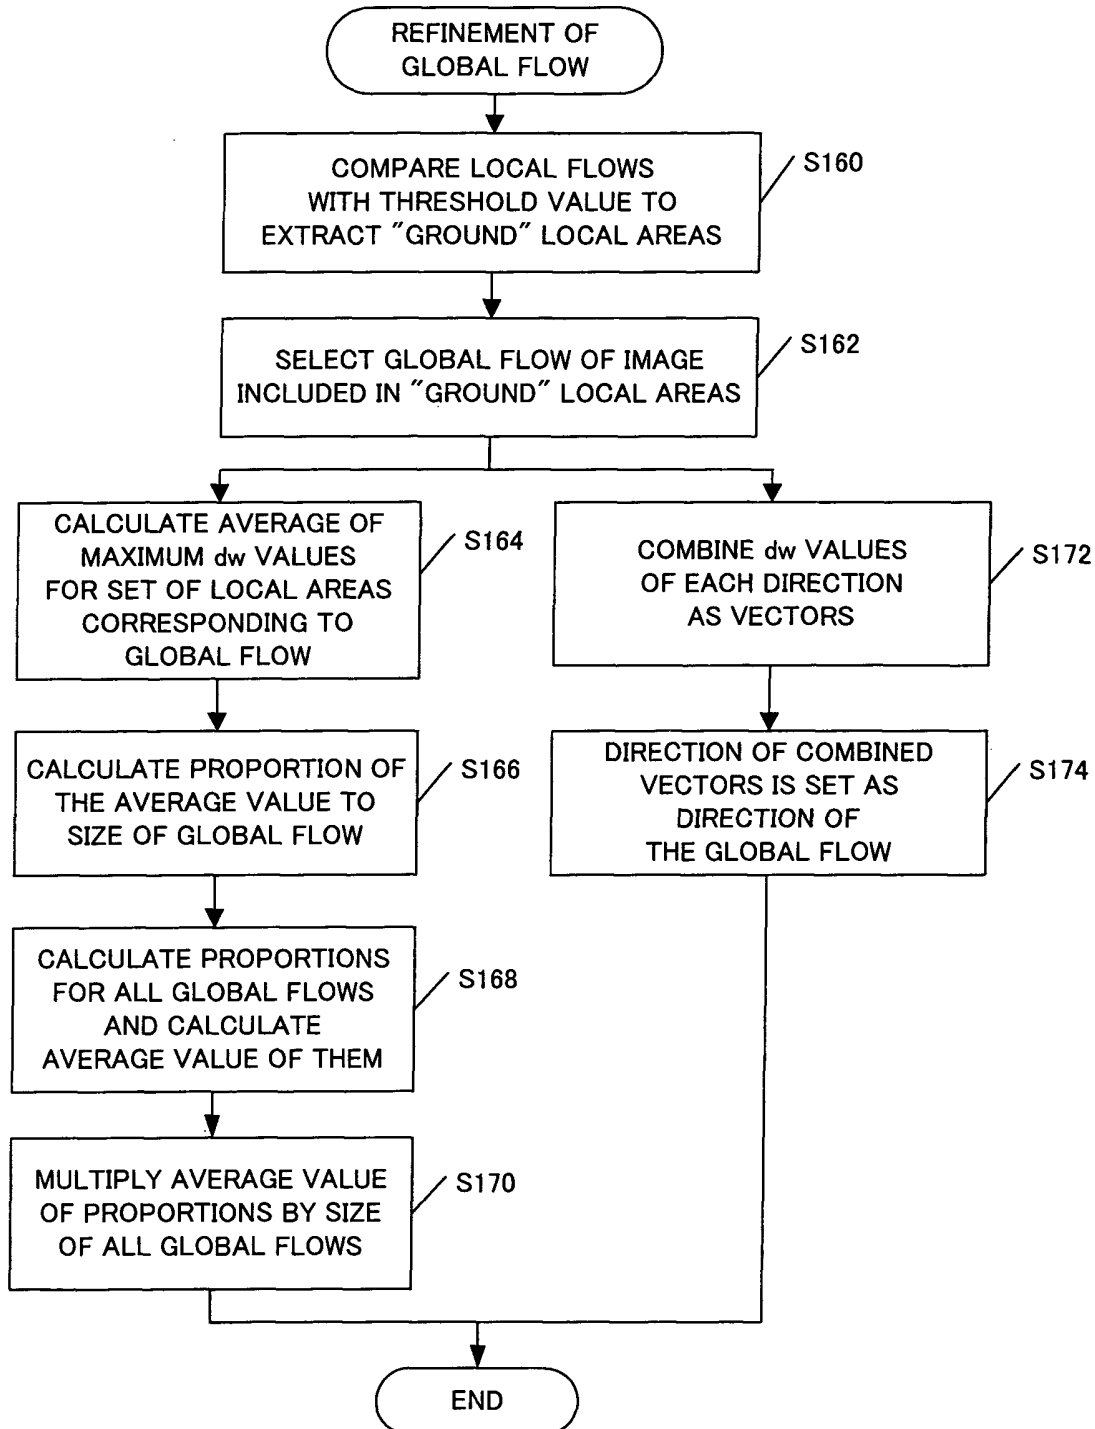 REFINEMENT OF
GLOBAL FLOW
COMPARE LOCAL FLOWS
WITH THRESHOLD VALUE TO
EXTRACT "GROUND" LOCAL AREAS
S160
SELECT GLOBAL FLOW OF IMAGE
INCLUDED IN "GROUND" LOCAL AREAS
S162
CALCULATE AVERAGE OF
MAXIMUM dw VALUES
FOR SET OF LOCAL AREAS
CORRESPONDING TO
GLOBAL FLOW
S164
COMBINE dw VALUES
OF EACH DIRECTION
AS VECTORS
S172
CALCULATE PROPORTION OF
THE AVERAGE VALUE TO
SIZE OF GLOBAL FLOW
S166
DIRECTION OF COMBINED
VECTORS IS SET AS
DIRECTION OF
THE GLOBAL FLOW
S174
CALCULATE PROPORTIONS
FOR ALL GLOBAL FLOWS
AND CALCULATE
AVERAGE VALUE OF THEM
S168
MULTIPLY AVERAGE VALUE
OF PROPORTIONS BY SIZE
OF ALL GLOBAL FLOWS
S170
END